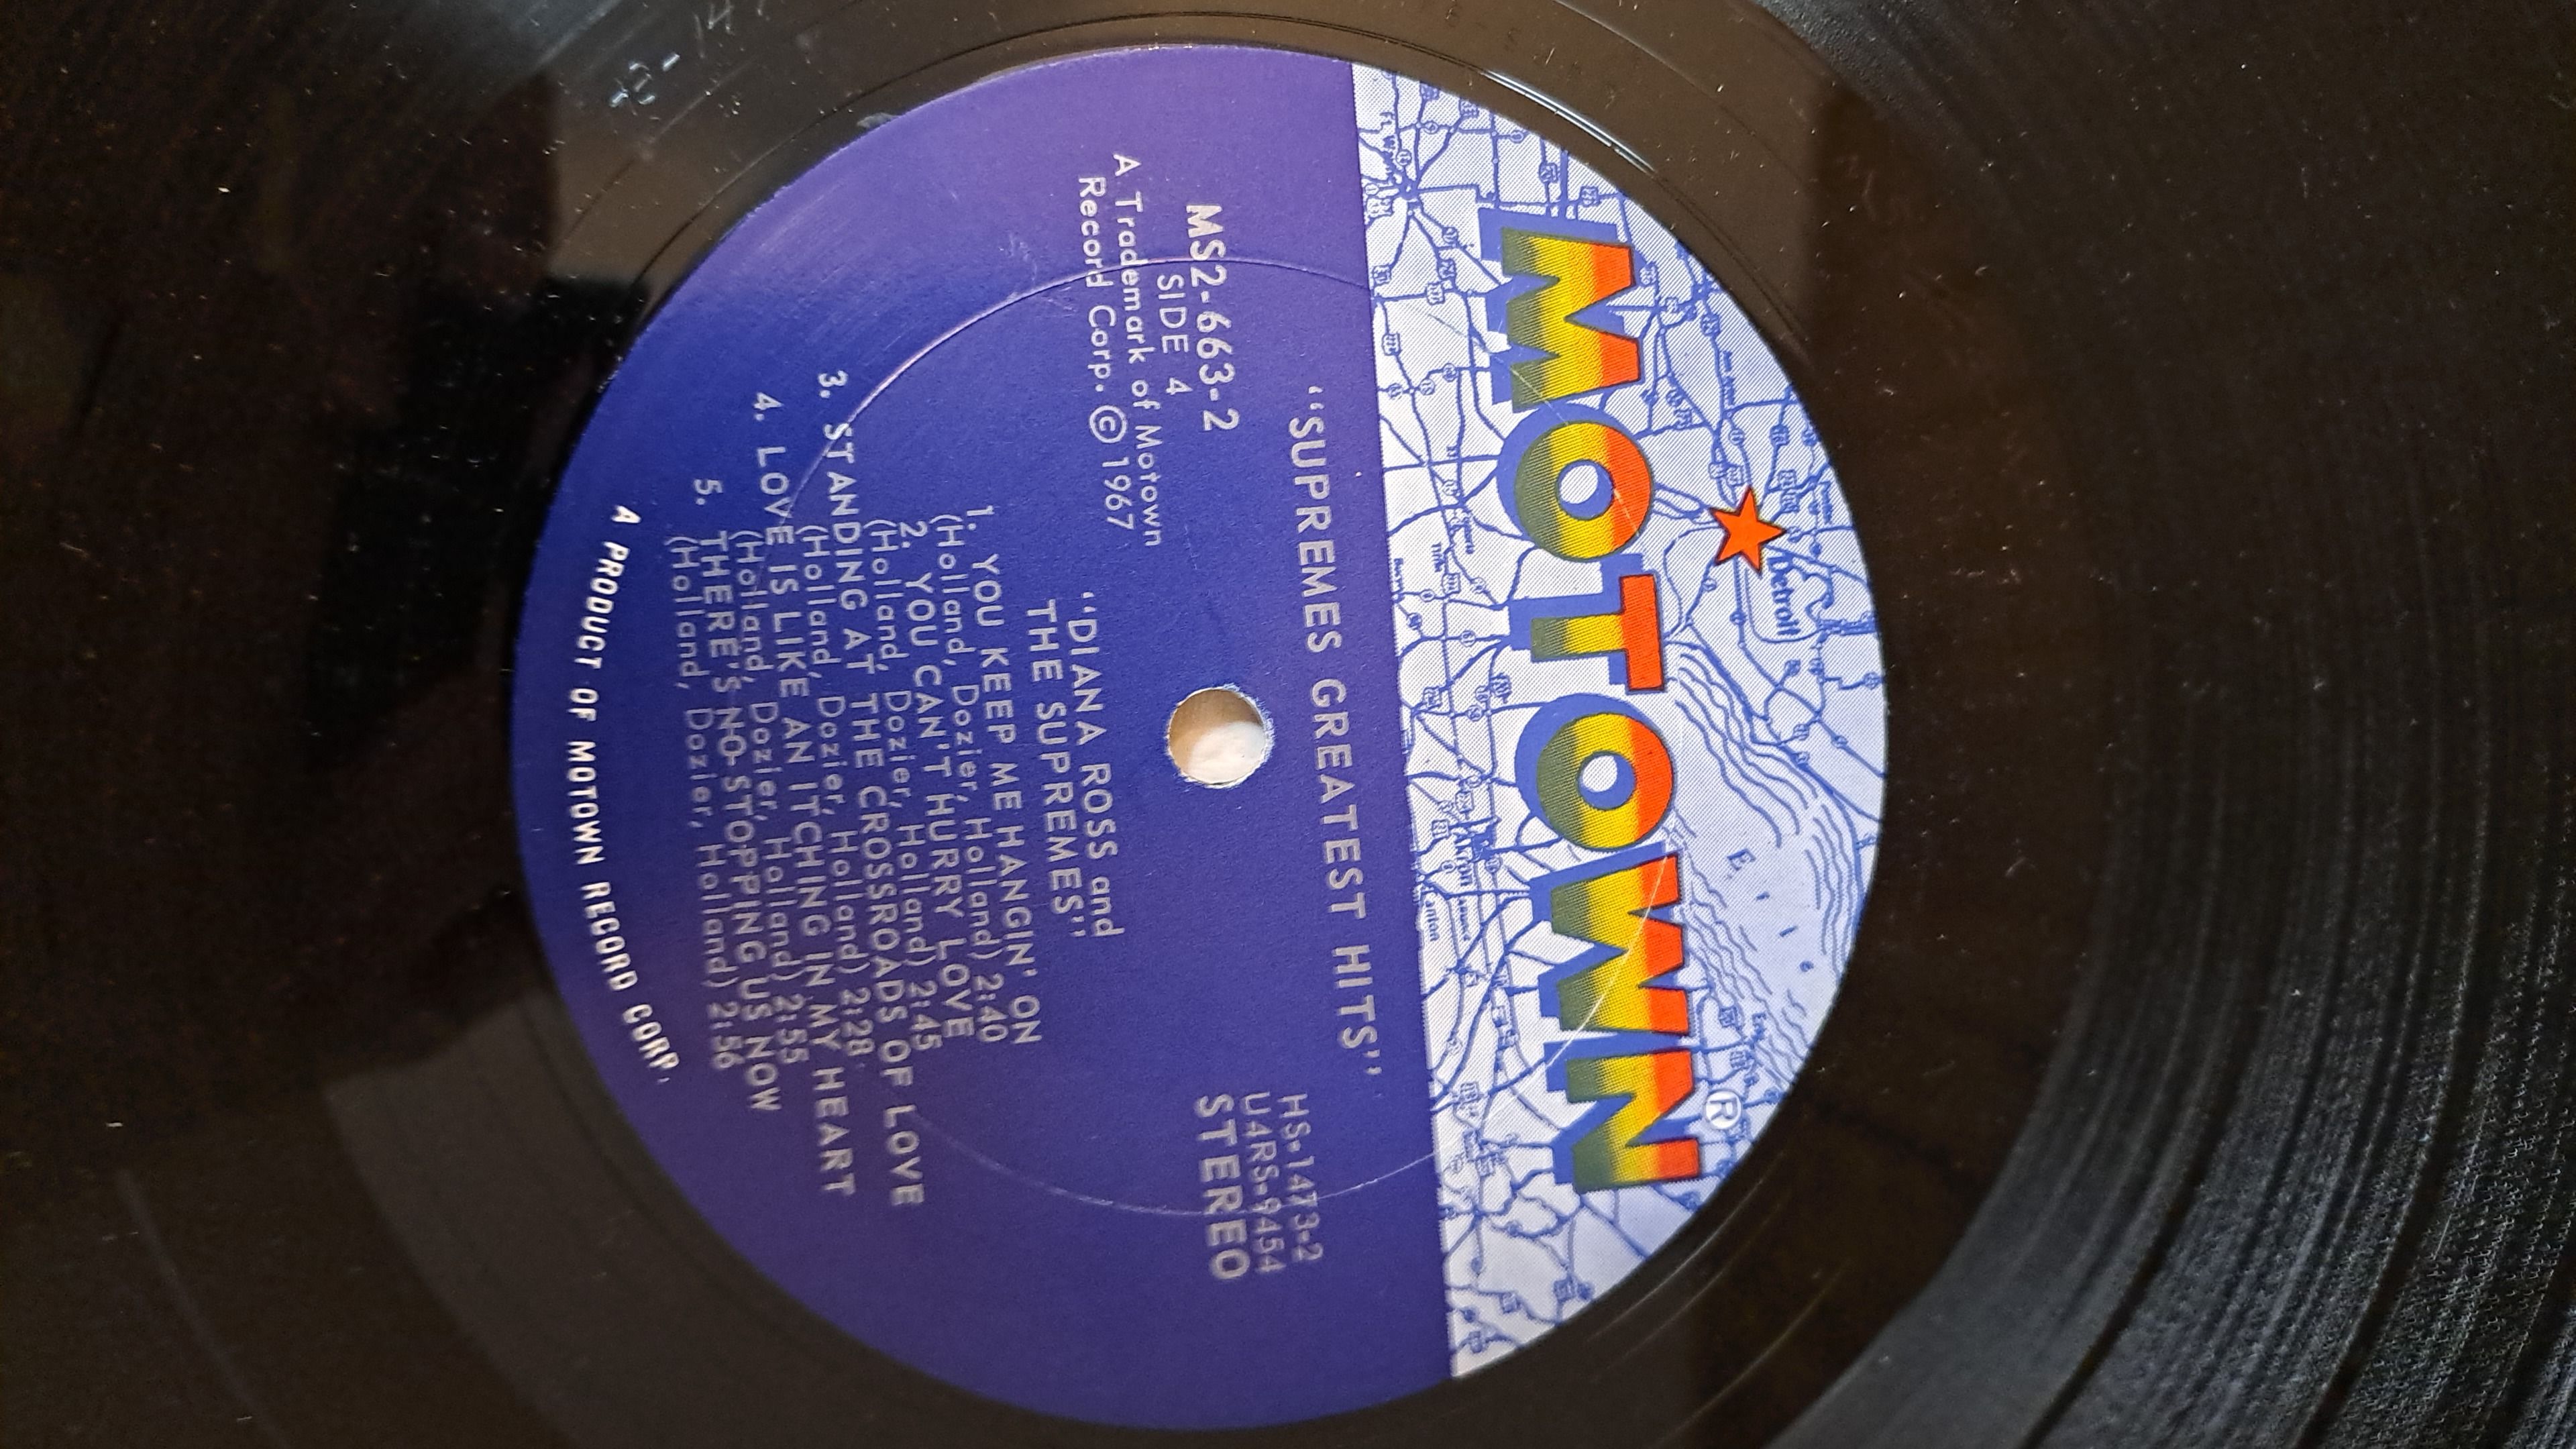 MOTOWN
®
Detroit
Erie
Akron
Canton
"SUPREMES GREATEST HITS"
MS2-663-2
SIDE 4
A Trademark of Motown
Record Corp. © 1967
HS-1473-2
U4RS-9454
STEREO
"DIANA ROSS and
THE SUPREMES"
1. YOU KEEP ME HANGIN' ON
(Holland, Dozier, Holland) 2:40
2. YOU CAN'T HURRY LOVE
(Holland, Dozier, Holland) 2:45
3. STANDING AT THE CROSSROADS OF LOVE
(Holland, Dozier, Holland) 2:28
4. LOVE IS LIKE AN ITCHING IN MY HEART
(Holland, Dozier, Holland) 2:55
5. THERE'S NO STOPPING US NOW
(Holland, Dozier, Holland) 2:56
A PRODUCT OF MOTOWN RECORD CORP.